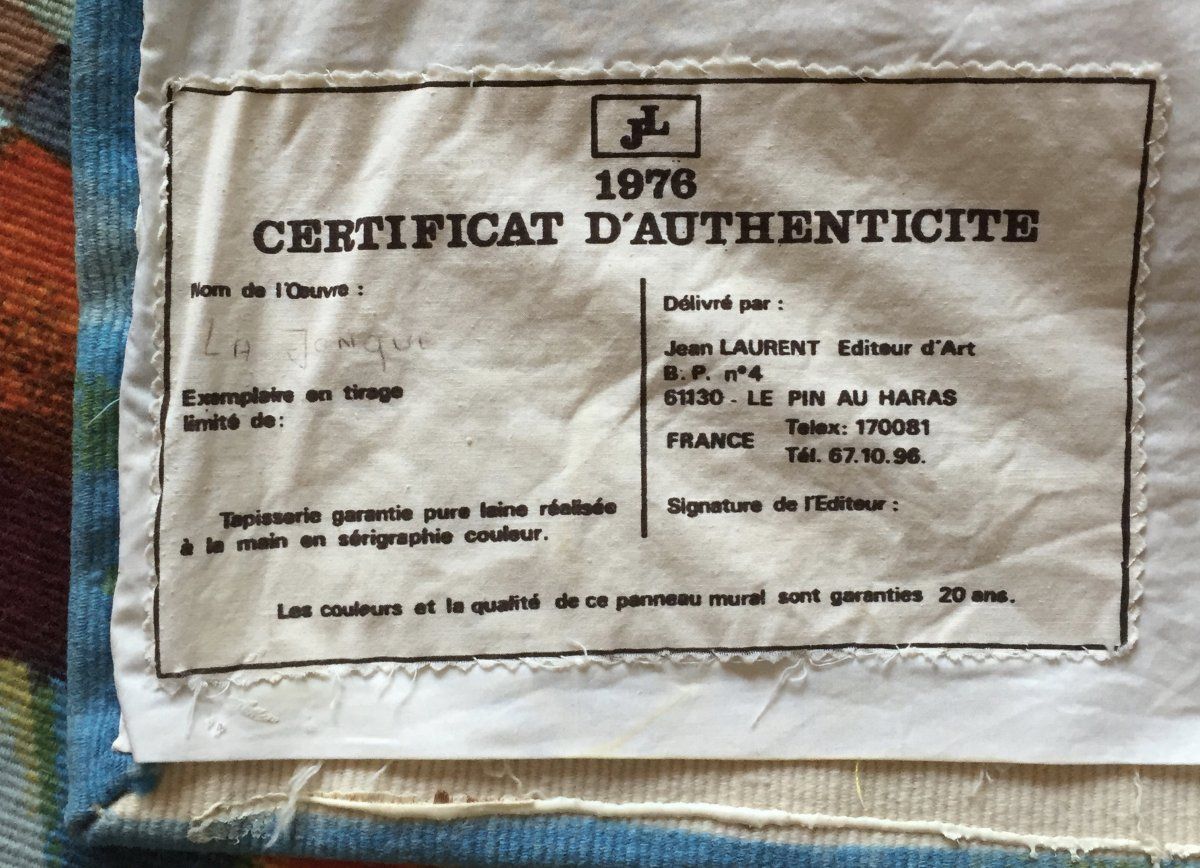 JL
1976
CERTIFICAT D'AUTHENTICITE
Nom de l'Oeuvre :
LA JONQUE
Exemplaire en tirage
limité de:
Tapisserie garantie pure laine réalisée
à la main en sérigraphie couleur.
Délivré par :
Jean LAURENT Editeur d'Art
B. P. n°4
61130 - LE PIN AU HARAS
FRANCE
Telex: 170081
Tél. 67.10.96.
Signature de l'Editeur :
Les couleurs et la qualité de ce panneau mural sont garanties 20 ans.